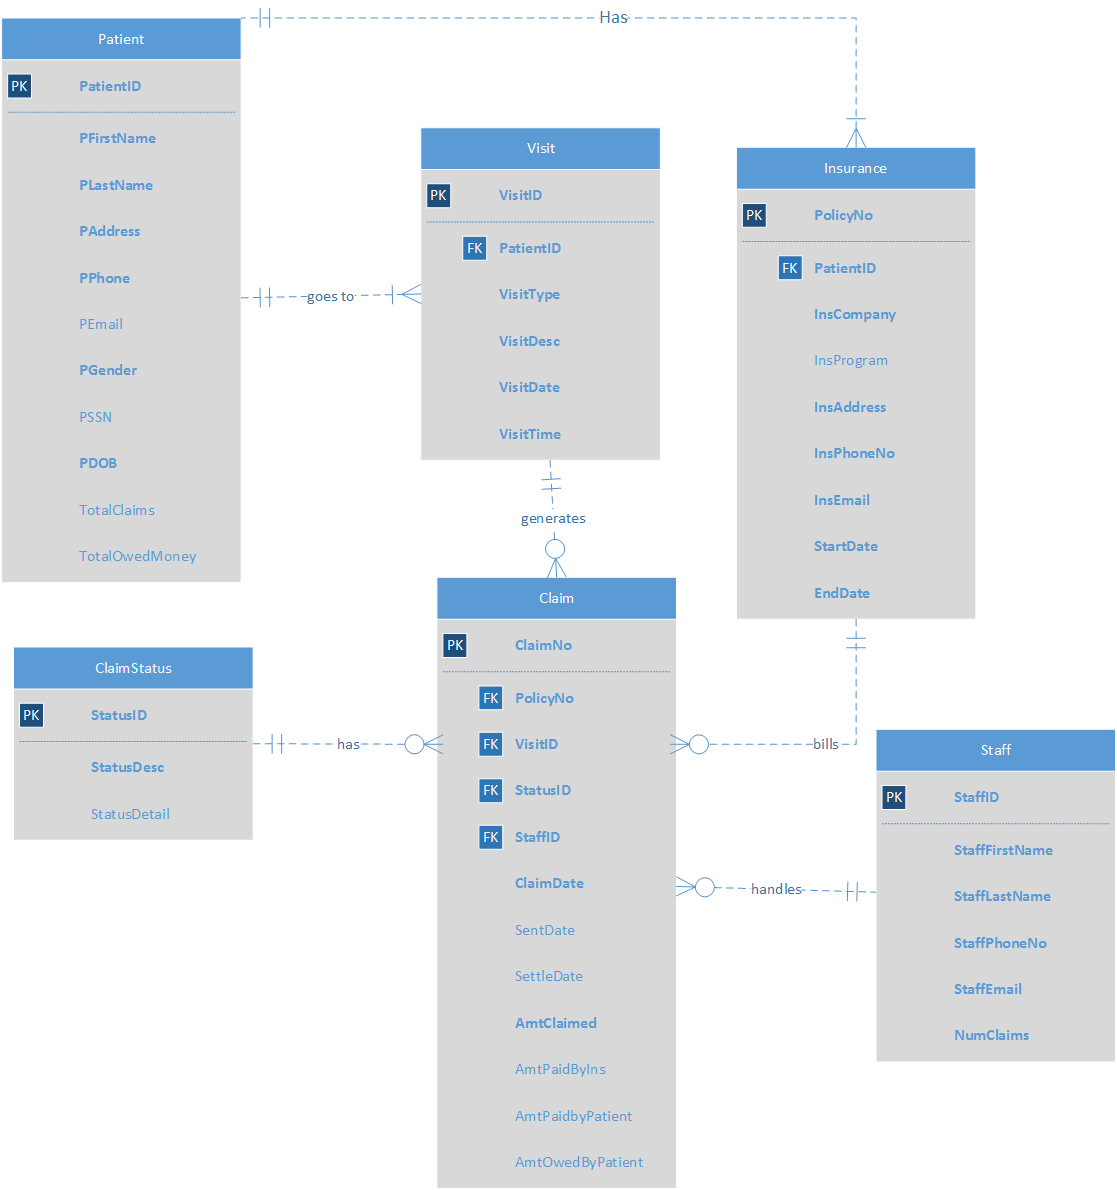 Has
Patient
PK PatientID
PFirstName
PLastName
PAddress
PPhone
PEmail
PGender
PSSN
PDOB
TotalClaims
TotalOwedMoney
goes to
Visit
PK VisitID
FK PatientID
VisitType
VisitDesc
VisitDate
VisitTime
Insurance
PK PolicyNo
FK PatientID
InsCompany
InsProgram
InsAddress
InsPhoneNo
InsEmail
StartDate
EndDate
generates
ClaimStatus
PK StatusID
StatusDesc
StatusDetail
has
Claim
PK ClaimNo
FK PolicyNo
FK VisitID
FK StatusID
FK StaffID
ClaimDate
SentDate
SettleDate
AmtClaimed
AmtPaidByIns
AmtPaidbyPatient
AmtOwedByPatient
bills
handles
Staff
PK StaffID
StaffFirstName
StaffLastName
StaffPhoneNo
StaffEmail
NumClaims